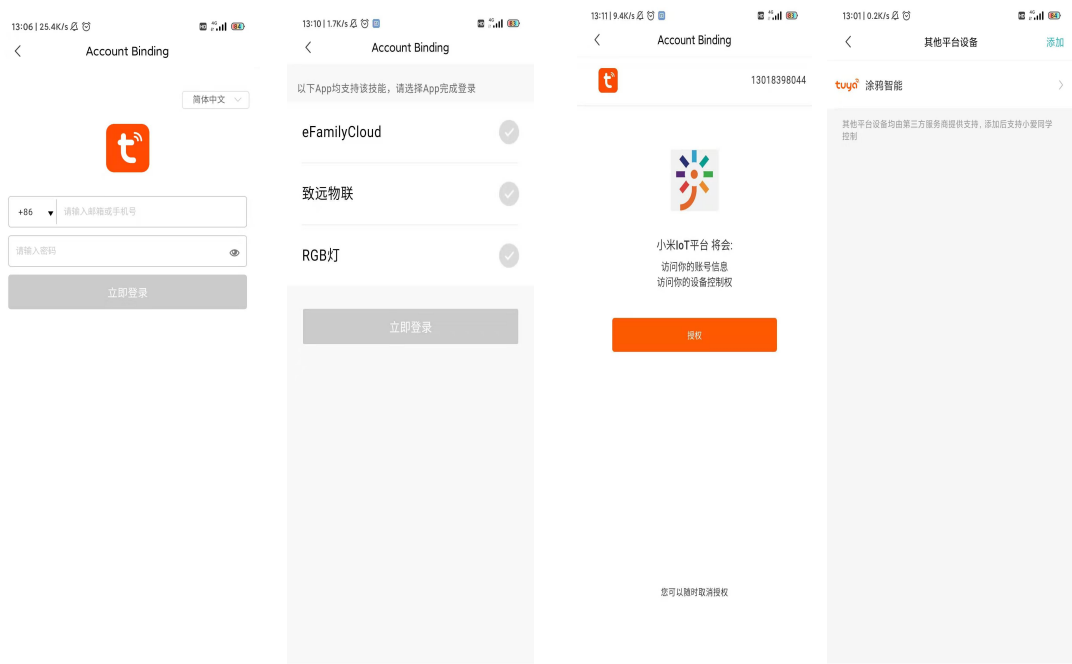 13:06 | 25.4K/s
4G
84
Account Binding
简体中文
+86
请输入邮箱或手机号
请输入密码
立即登录
13:10 | 1.7K/s
4G
83
Account Binding
以下App均支持该技能，请选择App完成登录
eFamilyCloud
致远物联
RGB灯
立即登录
13:11 | 9.4K/s
4G
83
Account Binding
13018398044
小米IoT平台 将会:
访问你的账号信息
访问你的设备控制权
授权
您可以随时取消授权
13:01 | 0.2K/s
4G
84
其他平台设备
添加
tuya 涂鸦智能
其他平台设备均由第三方服务商提供支持, 添加后支持小爱同学
控制